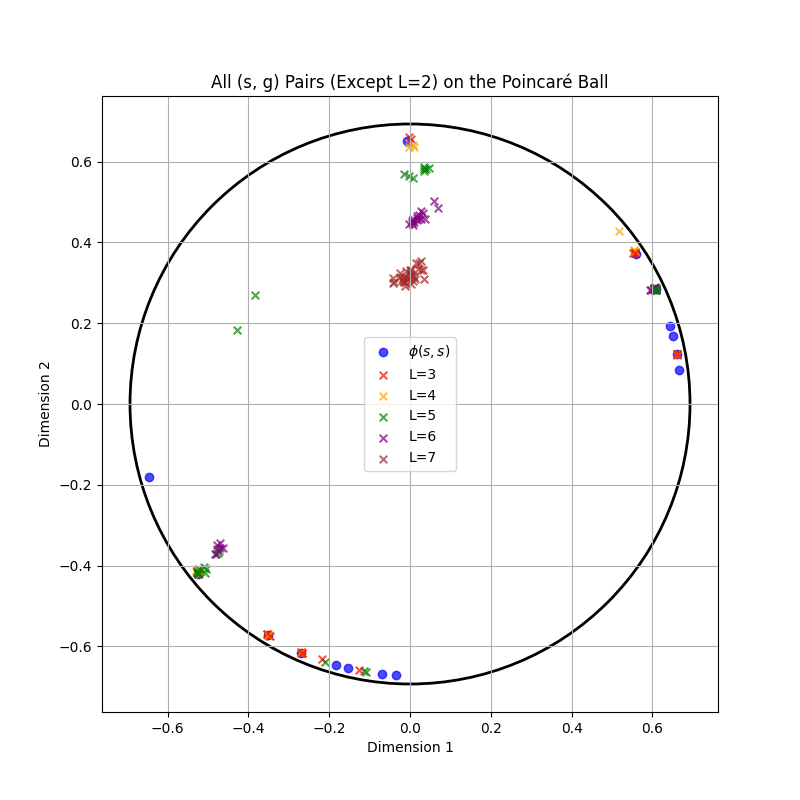 All (s, g) Pairs (Except L=2) on the Poincaré Ball
Dimension 2
0.6
0.4
0.2
0.0
−0.2
−0.4
−0.6
ϕ(s, s)
L=3
L=4
L=5
L=6
L=7
−0.6 −0.4 −0.2 0.0 0.2 0.4 0.6
Dimension 1